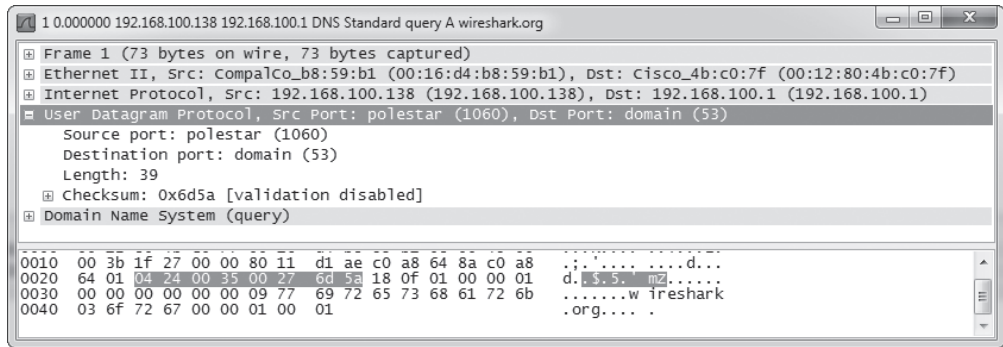 1 0.000000 192.168.100.138 192.168.100.1 DNS Standard query A wireshark.org
Frame 1 (73 bytes on wire, 73 bytes captured)
Ethernet II, Src: CompalCo_b8:59:b1 (00:16:d4:b8:59:b1), Dst: Cisco_4b:c0:7f (00:12:80:4b:c0:7f)
Internet Protocol, Src: 192.168.100.138 (192.168.100.138), Dst: 192.168.100.1 (192.168.100.1)
User Datagram Protocol, Src Port: polestar (1060), Dst Port: domain (53)
Source port: polestar (1060)
Destination port: domain (53)
Length: 39
Checksum: 0x6d5a [validation disabled]
Domain Name System (query)
0010 00 3b 1f 27 00 00 80 11 d1 ae c0 a8 64 8a c0 a8 .;.'.... ....d...
0020 64 01 04 24 00 35 00 27 6d 5a 18 0f 01 00 00 01 d..$.5.' mZ......
0030 00 00 00 00 00 00 09 77 69 72 65 73 68 61 72 6b .......w ireshark
0040 03 6f 72 67 00 00 01 00 01 .org.... .